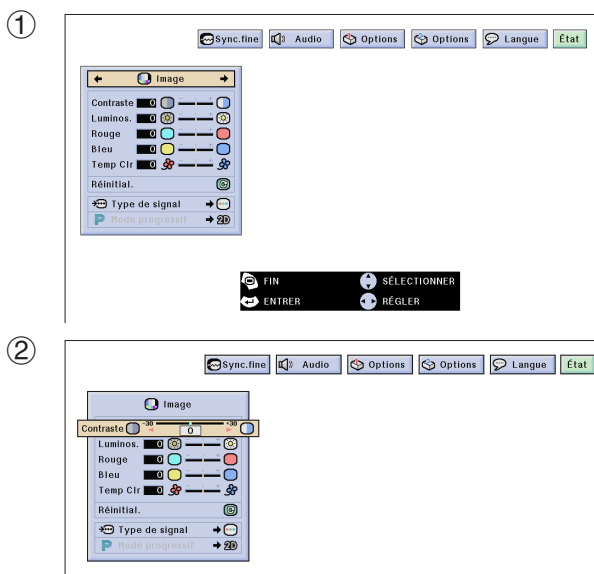 ①
Sync.fine Audio Options Options Langue État
Image
Contraste 0 - +
Luminos. 0 - +
Rouge 0 - +
Bleu 0 - +
Temp Clr 0 - +
Réinitial.
Type de signal
P Mode progressif 2D
FIN SÉLECTIONNER
ENTRER RÉGLER
②
Sync.fine Audio Options Options Langue État
Image
Contraste -30 0 +30
Luminos. 0 - +
Rouge 0 - +
Bleu 0 - +
Temp Clr 0 - +
Réinitial.
Type de signal
P Mode progressif 2D